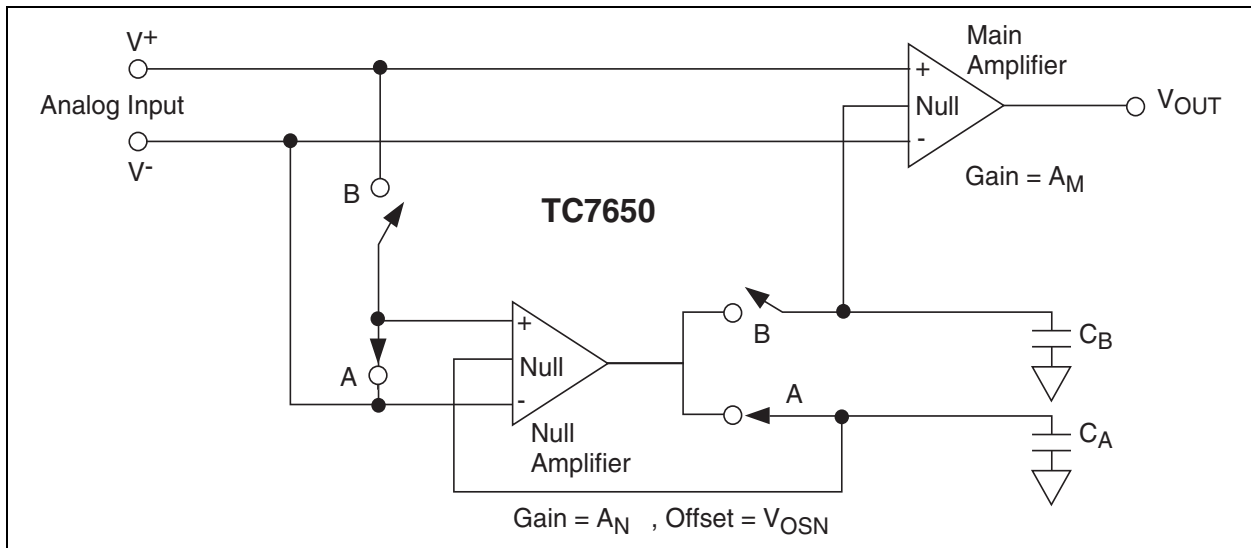 V+
Analog Input
V-
B
TC7650
A
+
Null
-
Null
Amplifier
Gain = AN , Offset = VOSN
B
A
CB
CA
Main
Amplifier
+
Null
-
Gain = AM
VOUT